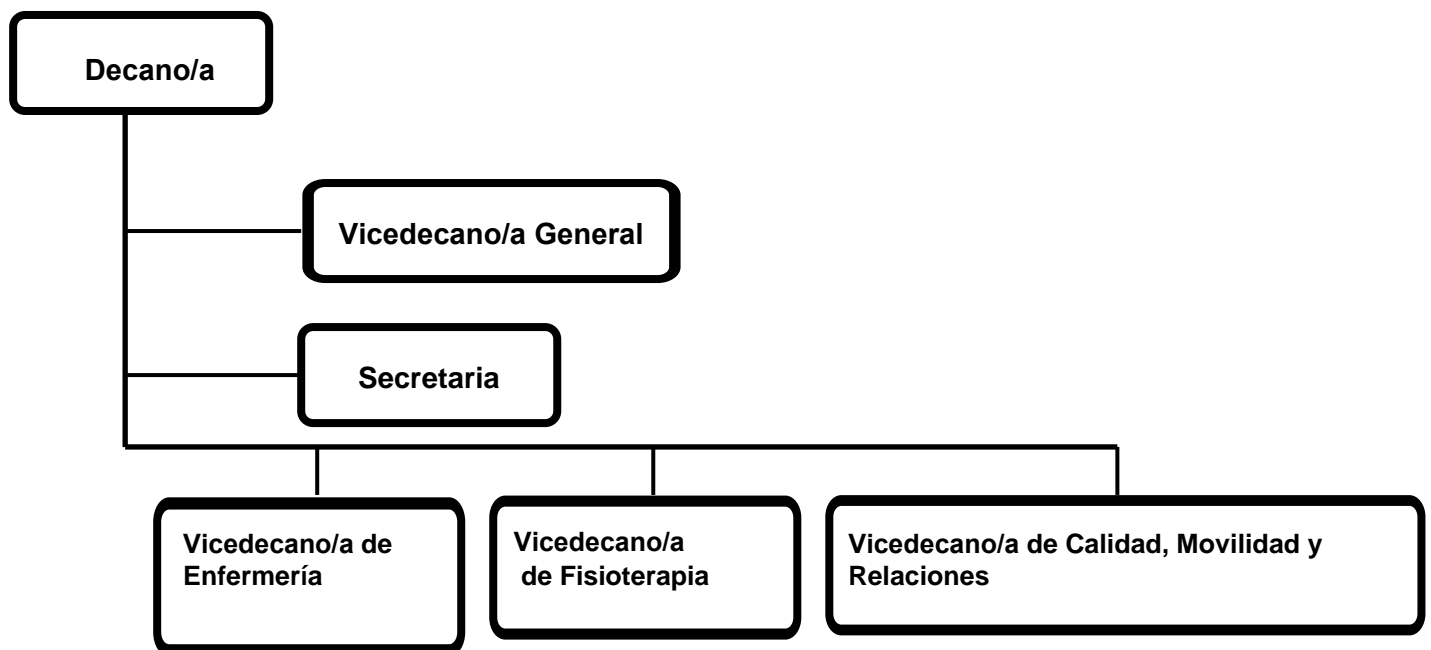 Decano/a
Vicedecano/a General
Secretaria
Vicedecano/a de
Enfermería
Vicedecano/a
de Fisioterapia
Vicedecano/a de Calidad, Movilidad y
Relaciones